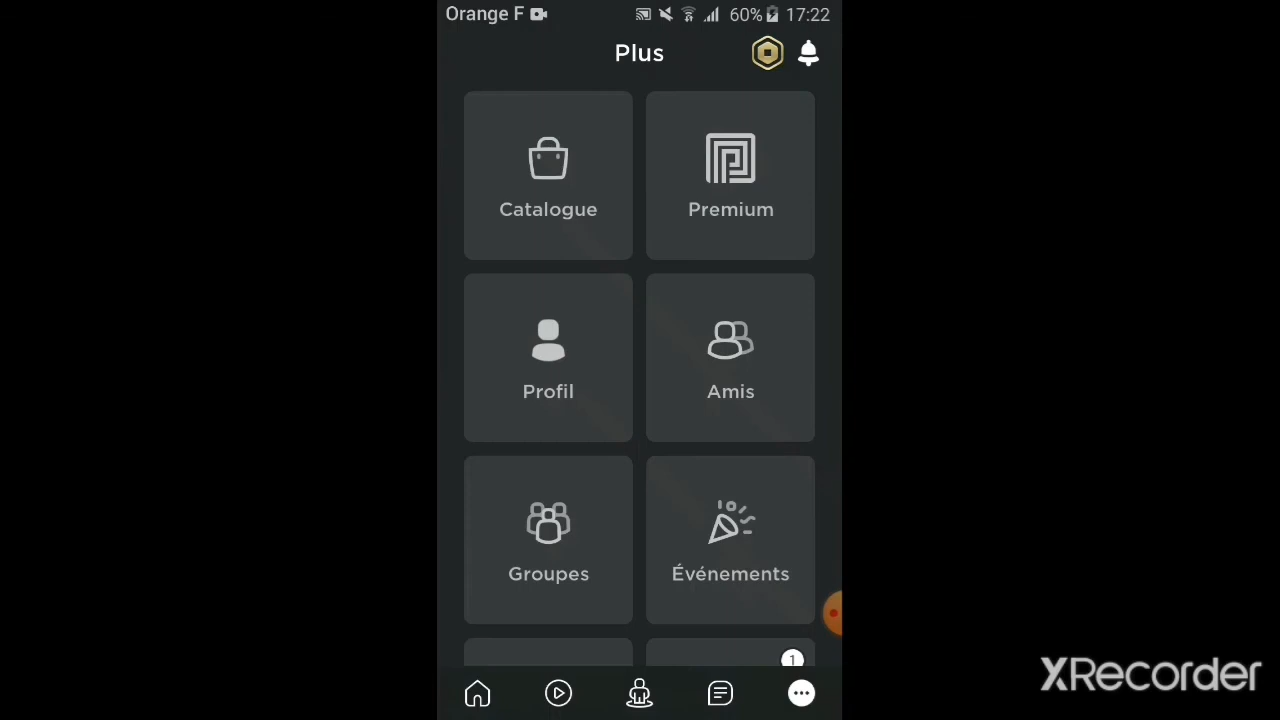 Orange F 60% 17:22
Plus
Catalogue Premium
Profil Amis
Groupes Événements
1
XRecorder